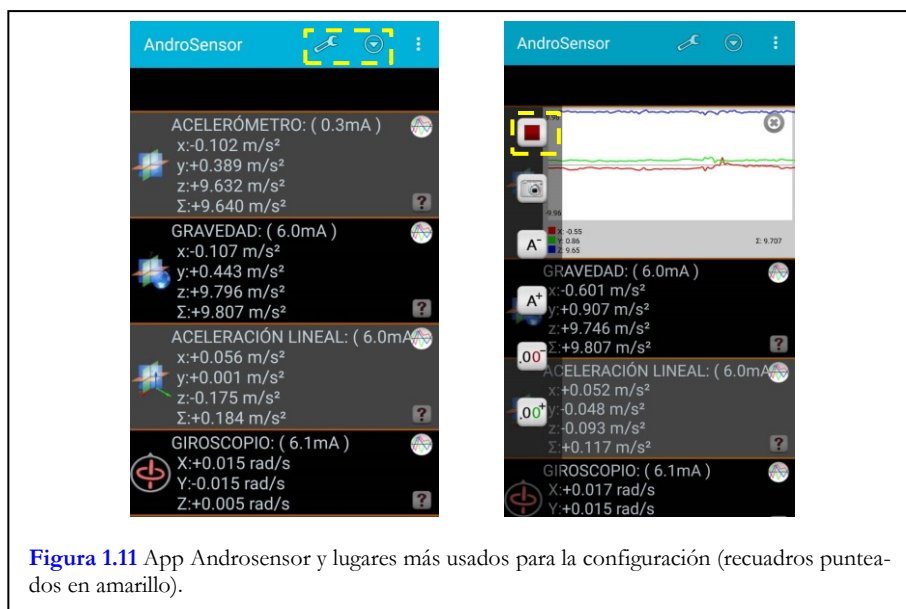 AndroSensor
ACELERÓMETRO: ( 0.3mA )
x:-0.102 m/s²
y:+0.389 m/s²
z:+9.632 m/s²
Σ:+9.640 m/s²
?
GRAVEDAD: ( 6.0mA )
x:-0.107 m/s²
y:+0.443 m/s²
z:+9.796 m/s²
Σ:+9.807 m/s²
?
ACELERACIÓN LINEAL: ( 6.0mA
x:+0.056 m/s²
y:+0.001 m/s²
z:-0.175 m/s²
Σ:+0.184 m/s²
?
GIROSCOPIO: ( 6.1mA )
X:+0.015 rad/s
Y:-0.015 rad/s
Z:+0.005 rad/s
?
AndroSensor
-9.96
X: -0.55
Y: 0.86
Z: 9.65
Σ: 9.707
A-
A+
.00-
.00+
GRAVEDAD: ( 6.0mA )
x:-0.601 m/s²
y:+0.907 m/s²
z:+9.746 m/s²
Σ:+9.807 m/s²
?
ACELERACIÓN LINEAL: ( 6.0mA
x:+0.052 m/s²
y:-0.048 m/s²
z:-0.093 m/s²
Σ:+0.117 m/s²
?
GIROSCOPIO: ( 6.1mA )
X:+0.017 rad/s
Y:+0.015 rad/s
Figura 1.11 App Androsensor y lugares más usados para la configuración (recuadros puntea-
dos en amarillo).